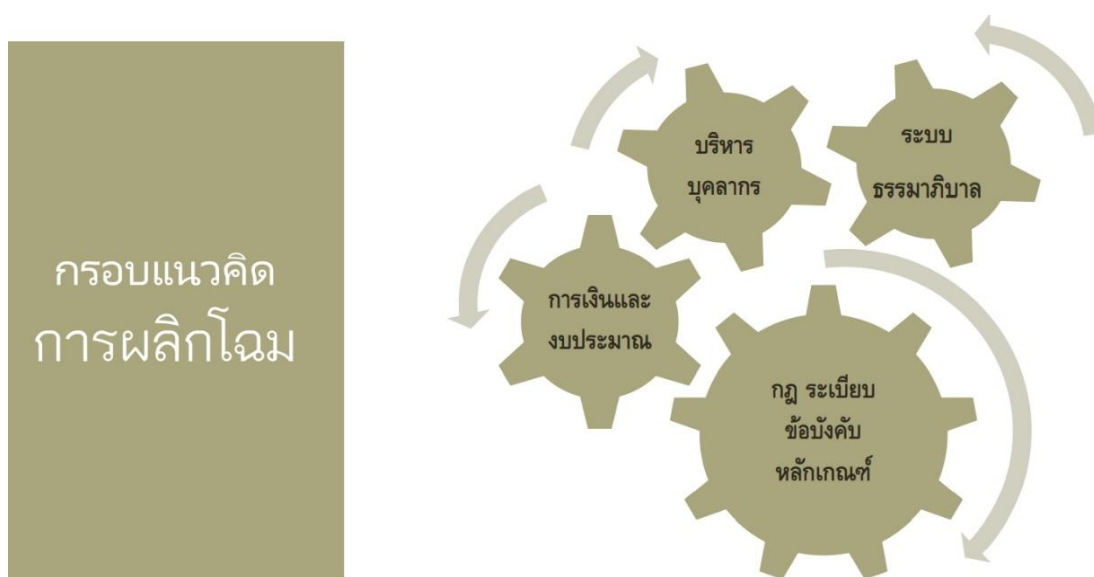 กรอบแนวคิด
การผลิกโฉม
บริหาร
บุคลากร
ระบบ
ธรรมาภิบาล
การเงินและ
งบประมาณ
กฎ ระเบียบ
ข้อบังคับ
หลักเกณฑ์